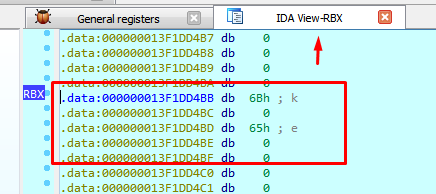 General registers
IDA View-RBX
.data:000000013F1DD4B7 db 0
.data:000000013F1DD4B8 db 0
.data:000000013F1DD4B9 db 0
.data:000000013F1DD4BA db 0
RBX .data:000000013F1DD4BB db 6Bh ; k
.data:000000013F1DD4BC db 0
.data:000000013F1DD4BD db 65h ; e
.data:000000013F1DD4BE db 0
.data:000000013F1DD4BF db 0
.data:000000013F1DD4C0 db 0
.data:000000013F1DD4C1 db 0